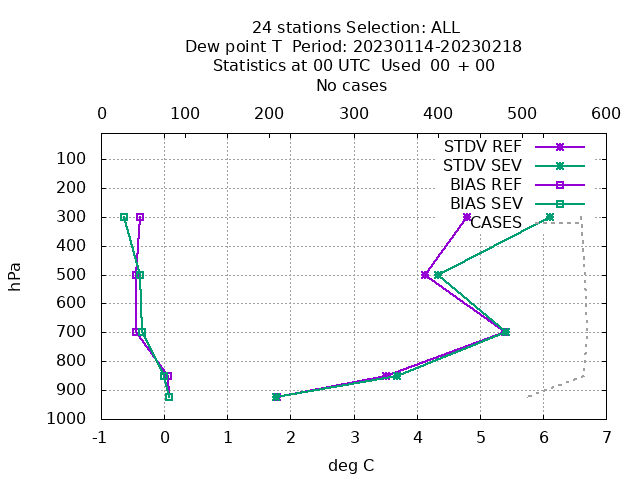 24 stations Selection: ALL
Dew point T  Period: 20230114-20230218
Statistics at 00 UTC  Used  00 + 00
No cases
0 100 200 300 400 500 600
STDV REF
STDV SEV
BIAS REF
BIAS SEV
CASES
100
200
300
400
500
600
700
800
900
1000
hPa
-1 0 1 2 3 4 5 6 7
deg C